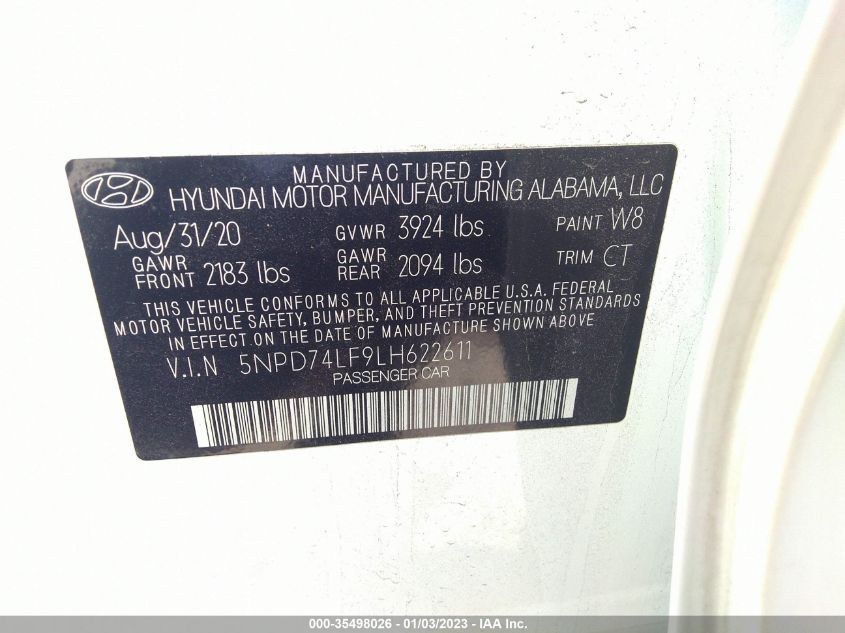 MANUFACTURED BY
HYUNDAI MOTOR MANUFACTURING ALABAMA, LLC
Aug/31/20 GVWR 3924 lbs PAINT W8
GAWR FRONT 2183 lbs GAWR REAR 2094 lbs TRIM CT
THIS VEHICLE CONFORMS TO ALL APPLICABLE U.S.A. FEDERAL
MOTOR VEHICLE SAFETY, BUMPER, AND THEFT PREVENTION STANDARDS
IN EFFECT ON THE DATE OF MANUFACTURE SHOWN ABOVE
V.I.N 5NPD74LF9LH622611
PASSENGER CAR
000-35498026 - 01/03/2023 - IAA Inc.